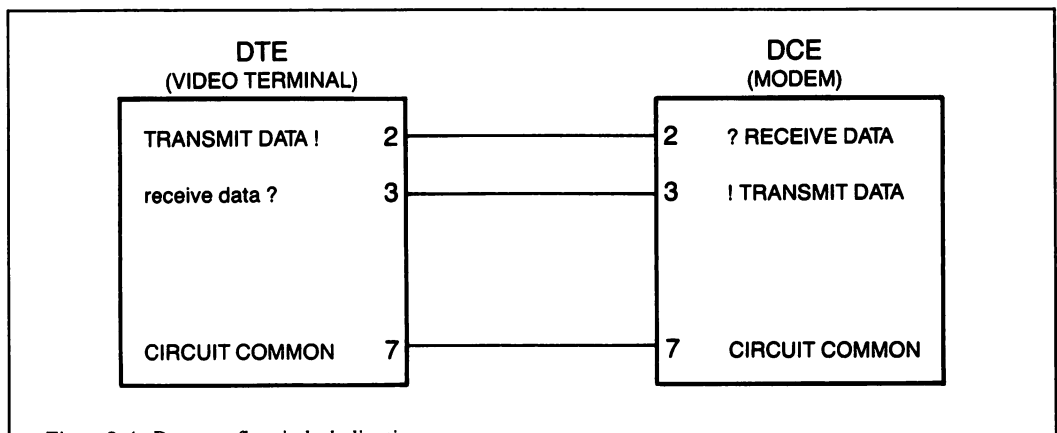 DTE
(VIDEO TERMINAL)
DCE
(MODEM)
TRANSMIT DATA ! 2
2 ? RECEIVE DATA
receive data ? 3
3 ! TRANSMIT DATA
CIRCUIT COMMON 7
7 CIRCUIT COMMON